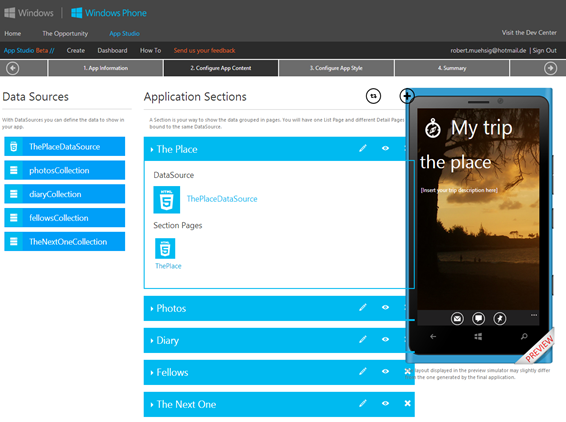 Windows | Windows Phone
Home The Opportunity App Studio Visit the Dev Center
App Studio Beta // Create Dashboard How To Send us your feedback robert.muehsig@hotmail.de | Sign Out
1. App Information 2. Configure App Content 3. Configure App Style 4. Summary
Data Sources
With DataSources you can define the data to show in
your app.
ThePlaceDataSource
photosCollection
diaryCollection
fellowsCollection
TheNextOneCollection
Application Sections
A Section is your way to show the data grouped in pages. You will have one List Page and different Detail Pages
bound to the same DataSource.
The Place
DataSource
HTML
5
ThePlaceDataSource
Section Pages
ThePlace
Photos
Diary
Fellows
The Next One
My trip
the place
[Insert your trip description here]
PREVIEW
layout displayed in the preview simulator may slightly differ
the one generated by the final application.